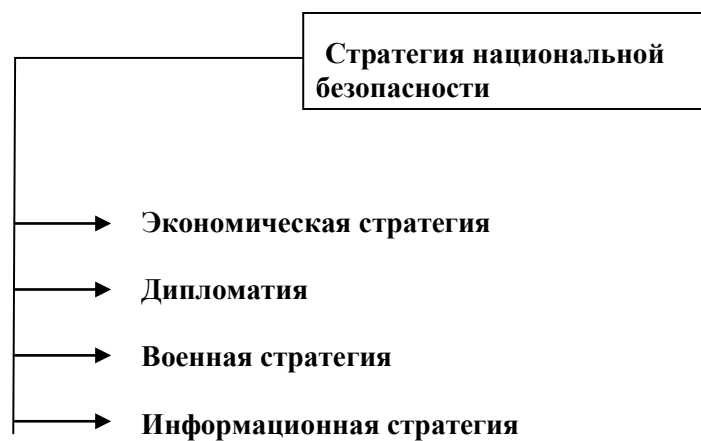 Стратегия национальной
безопасности
Экономическая стратегия
Дипломатия
Военная стратегия
Информационная стратегия